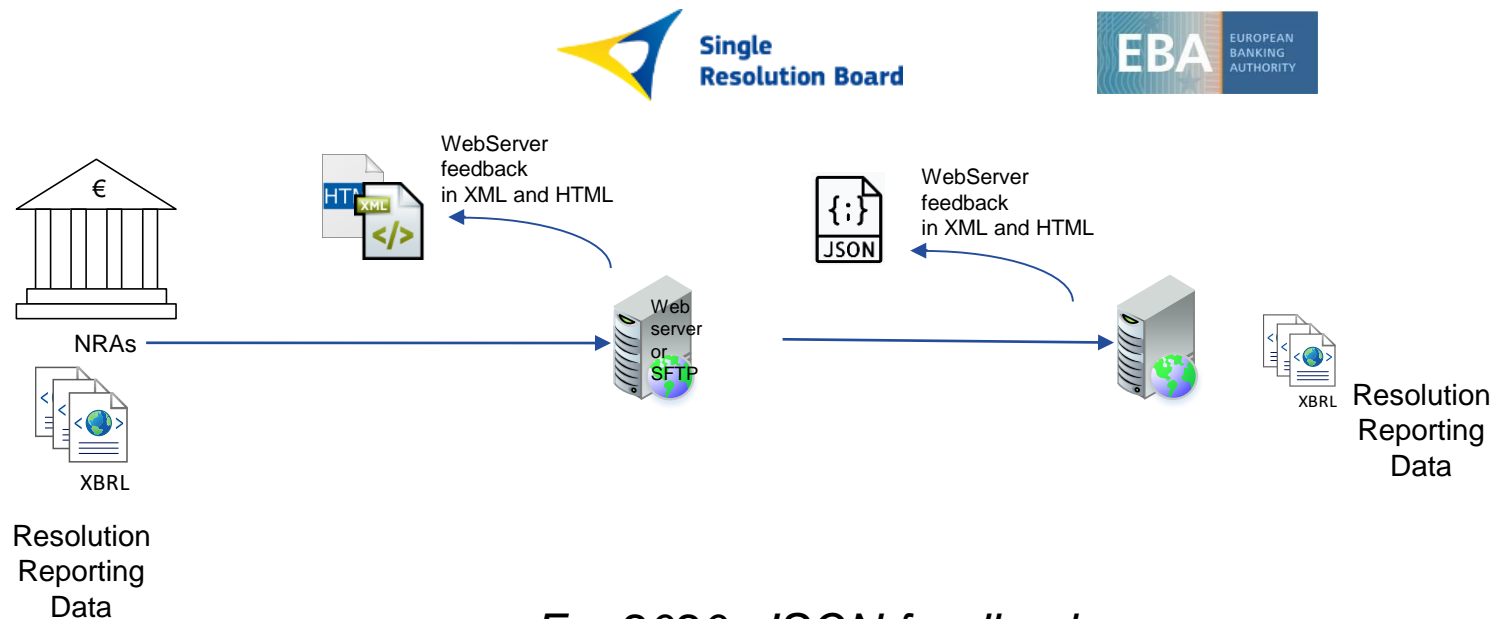 Single
Resolution Board
EBA
EUROPEAN
BANKING
AUTHORITY
WebServer
feedback
in XML and HTML
WebServer
feedback
in XML and HTML
€
XML
</>
{;}
JSON
Web
server
or
SFTP
NRAs
XBRL
Resolution
Reporting
Data
XBRL
Resolution
Reporting
Data